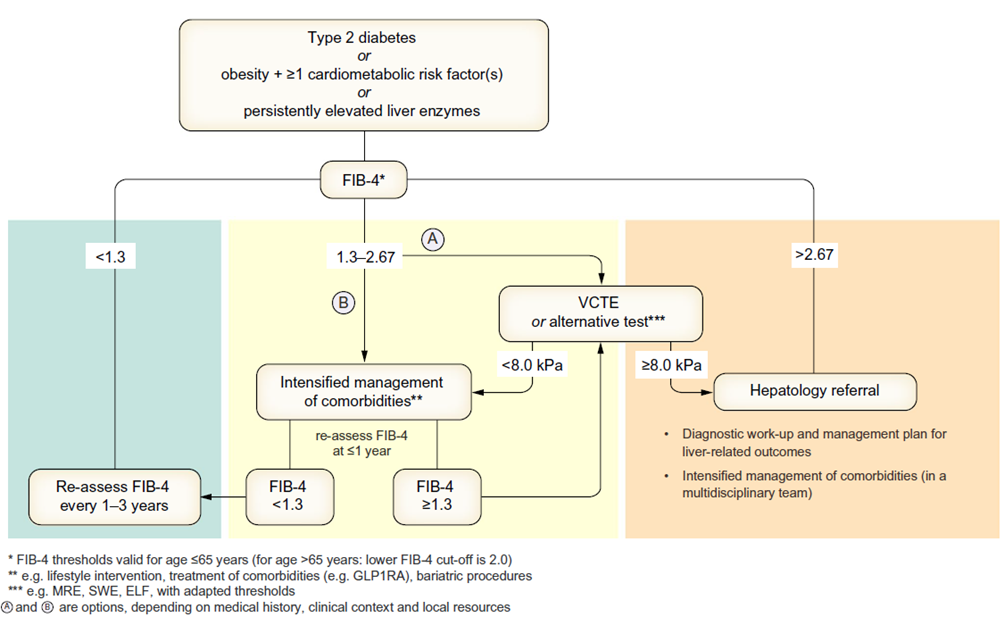 Type 2 diabetes
or
obesity + ≥1 cardiometabolic risk factor(s)
or
persistently elevated liver enzymes
FIB-4*
<1.3
1.3–2.67
A
>2.67
B
VCTE
or alternative test***
<8.0 kPa
≥8.0 kPa
Intensified management
of comorbidities**
Hepatology referral
re-assess FIB-4
at ≤1 year
• Diagnostic work-up and management plan for
liver-related outcomes
• Intensified management of comorbidities (in a
multidisciplinary team)
Re-assess FIB-4
every 1–3 years
FIB-4
<1.3
FIB-4
≥1.3
* FIB-4 thresholds valid for age ≤65 years (for age >65 years: lower FIB-4 cut-off is 2.0)
** e.g. lifestyle intervention, treatment of comorbidities (e.g. GLP1RA), bariatric procedures
*** e.g. MRE, SWE, ELF, with adapted thresholds
A and B are options, depending on medical history, clinical context and local resources